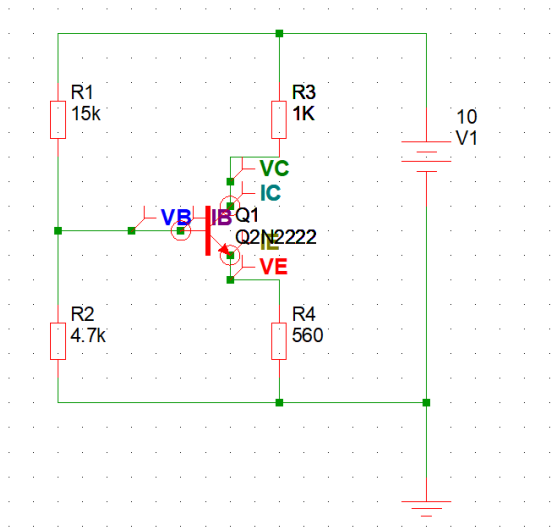 R1
15k
R3
1K
10
V1
VC
IC
VB
IB
Q1
Q2N2222
IE
VE
R2
4.7k
R4
560